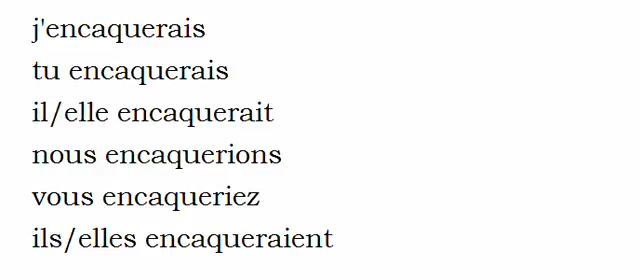 j'encaquerais
tu encaquerais
il/elle encaquerait
nous encaquerions
vous encaqueriez
ils/elles encaqueraient